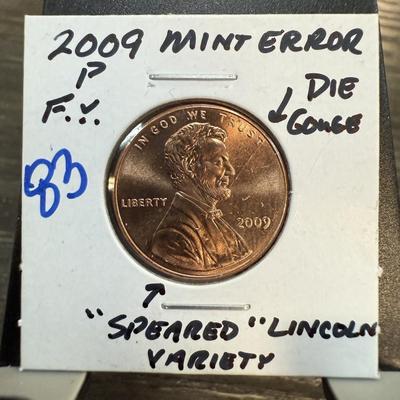 2009 MINT ERROR
P
F.Y.
DIE
GOUGE
83
IN GOD WE TRUST
LIBERTY
2009
"SPEARED" LINCOLN
VARIETY